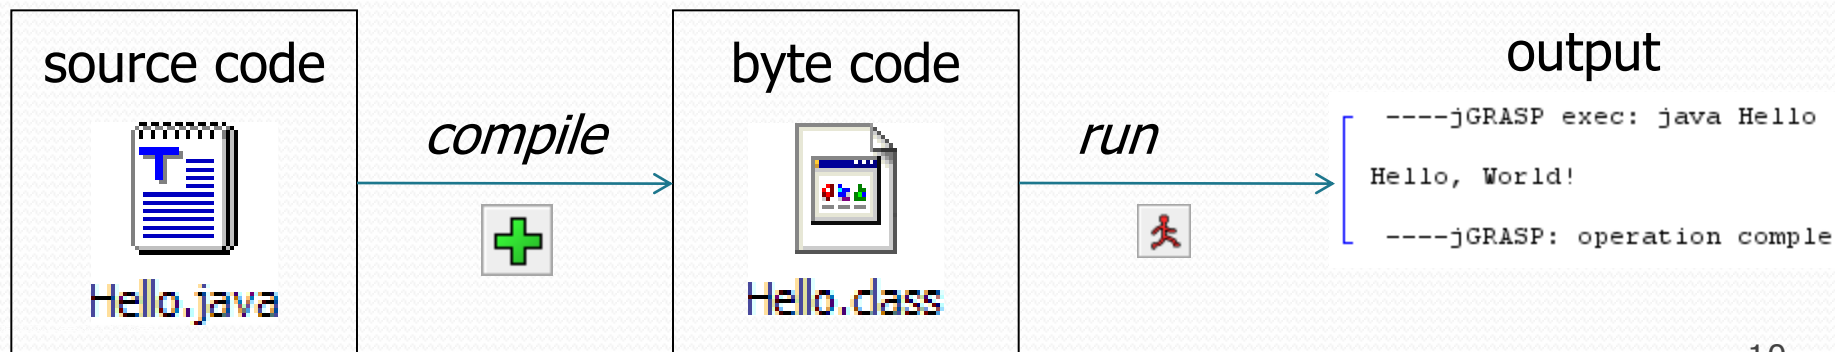 source code
Hello.java
compile
byte code
Hello.class
run
output
----jGRASP exec: java Hello
Hello, World!
----jGRASP: operation comple